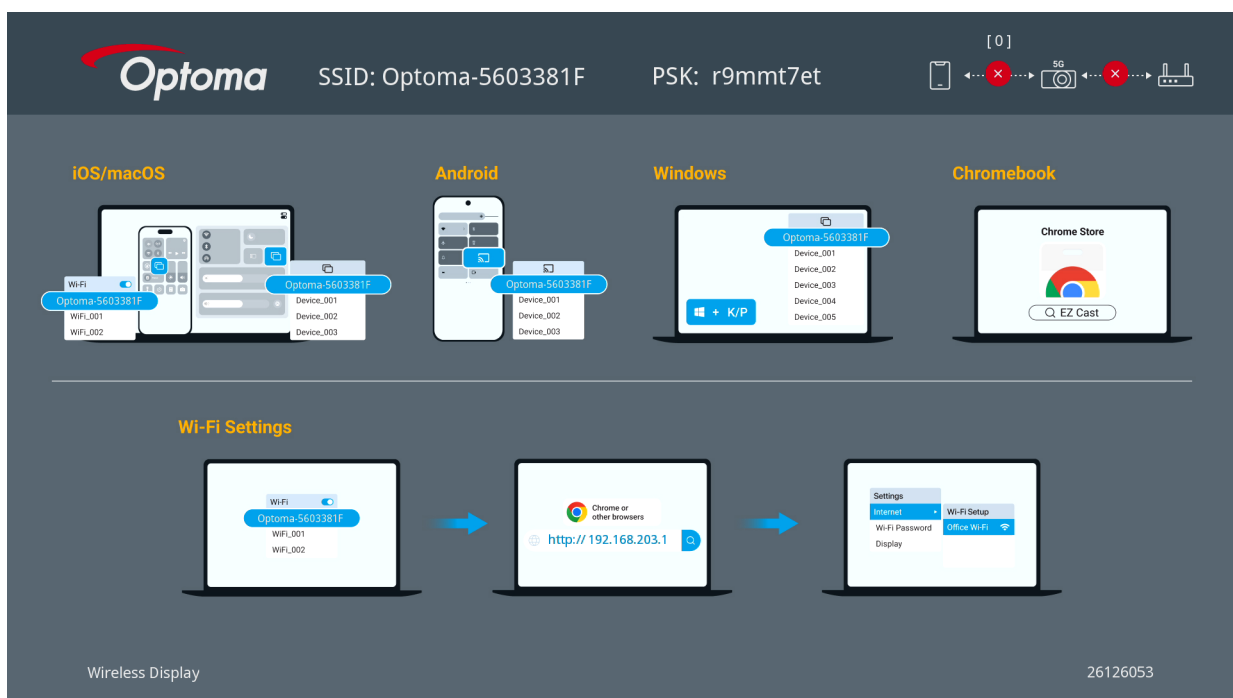 [ 0 ]
Optoma SSID: Optoma-5603381F PSK: r9mmt7et
5G
iOS/macOS Android Windows Chromebook
Wi-Fi
Optoma-5603381F
WiFi_001
WiFi_002
Optoma-5603381F
Device_001
Device_002
Device_003
Optoma-5603381F
Device_001
Device_002
Device_003
Optoma-5603381F
Device_001
Device_002
Device_003
Device_004
Device_005
+ K/P
Chrome Store
EZ Cast
Wi-Fi Settings
Wi-Fi
Optoma-5603381F
WiFi_001
WiFi_002
Chrome or
other browsers
http:// 192.168.203.1
Settings
Internet Wi-Fi Setup
Wi-Fi Password Office Wi-Fi
Display
Wireless Display 26126053